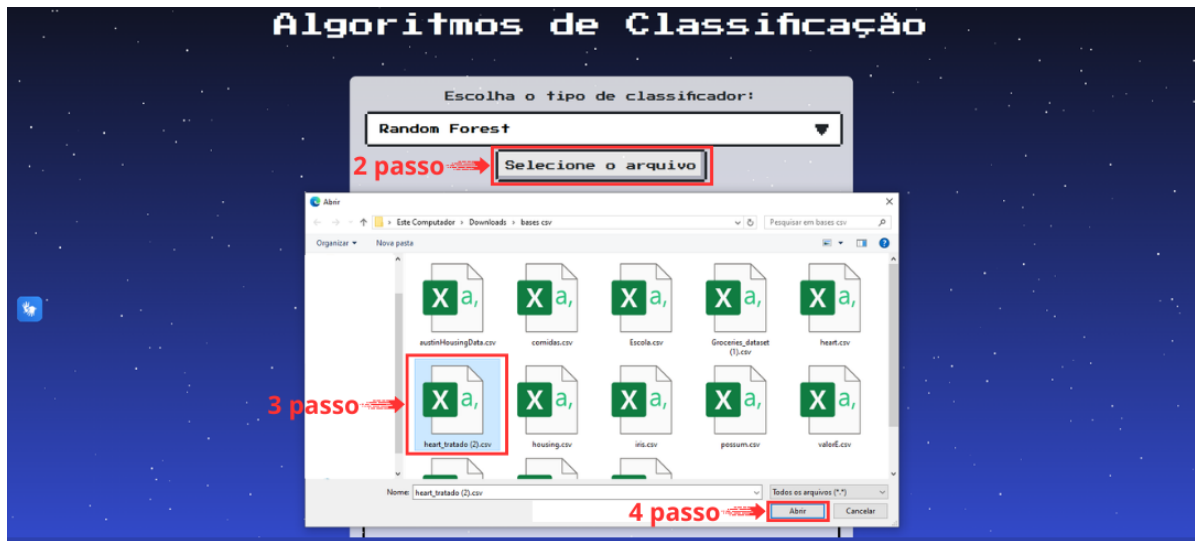 Algoritmos de Classificação
Escolha o tipo de classificador:
Random Forest
2 passo
Selecione o arquivo
Abrir
Este Computador > Downloads > bases csv
Pesquisar em bases csv
Organizar
Nova pasta
X a, X a, X a, X a, X a,
austinHousingData.csv
comidas.csv
Escola.csv
Groceries_dataset
(1).csv
heart.csv
3 passo
X a, X a, X a, X a, X a,
heart_tratado (2).csv
housing.csv
iris.csv
possum.csv
valorE.csv
Nome: heart_tratado (2).csv
Todos os arquivos (*.*)
4 passo
Abrir
Cancelar